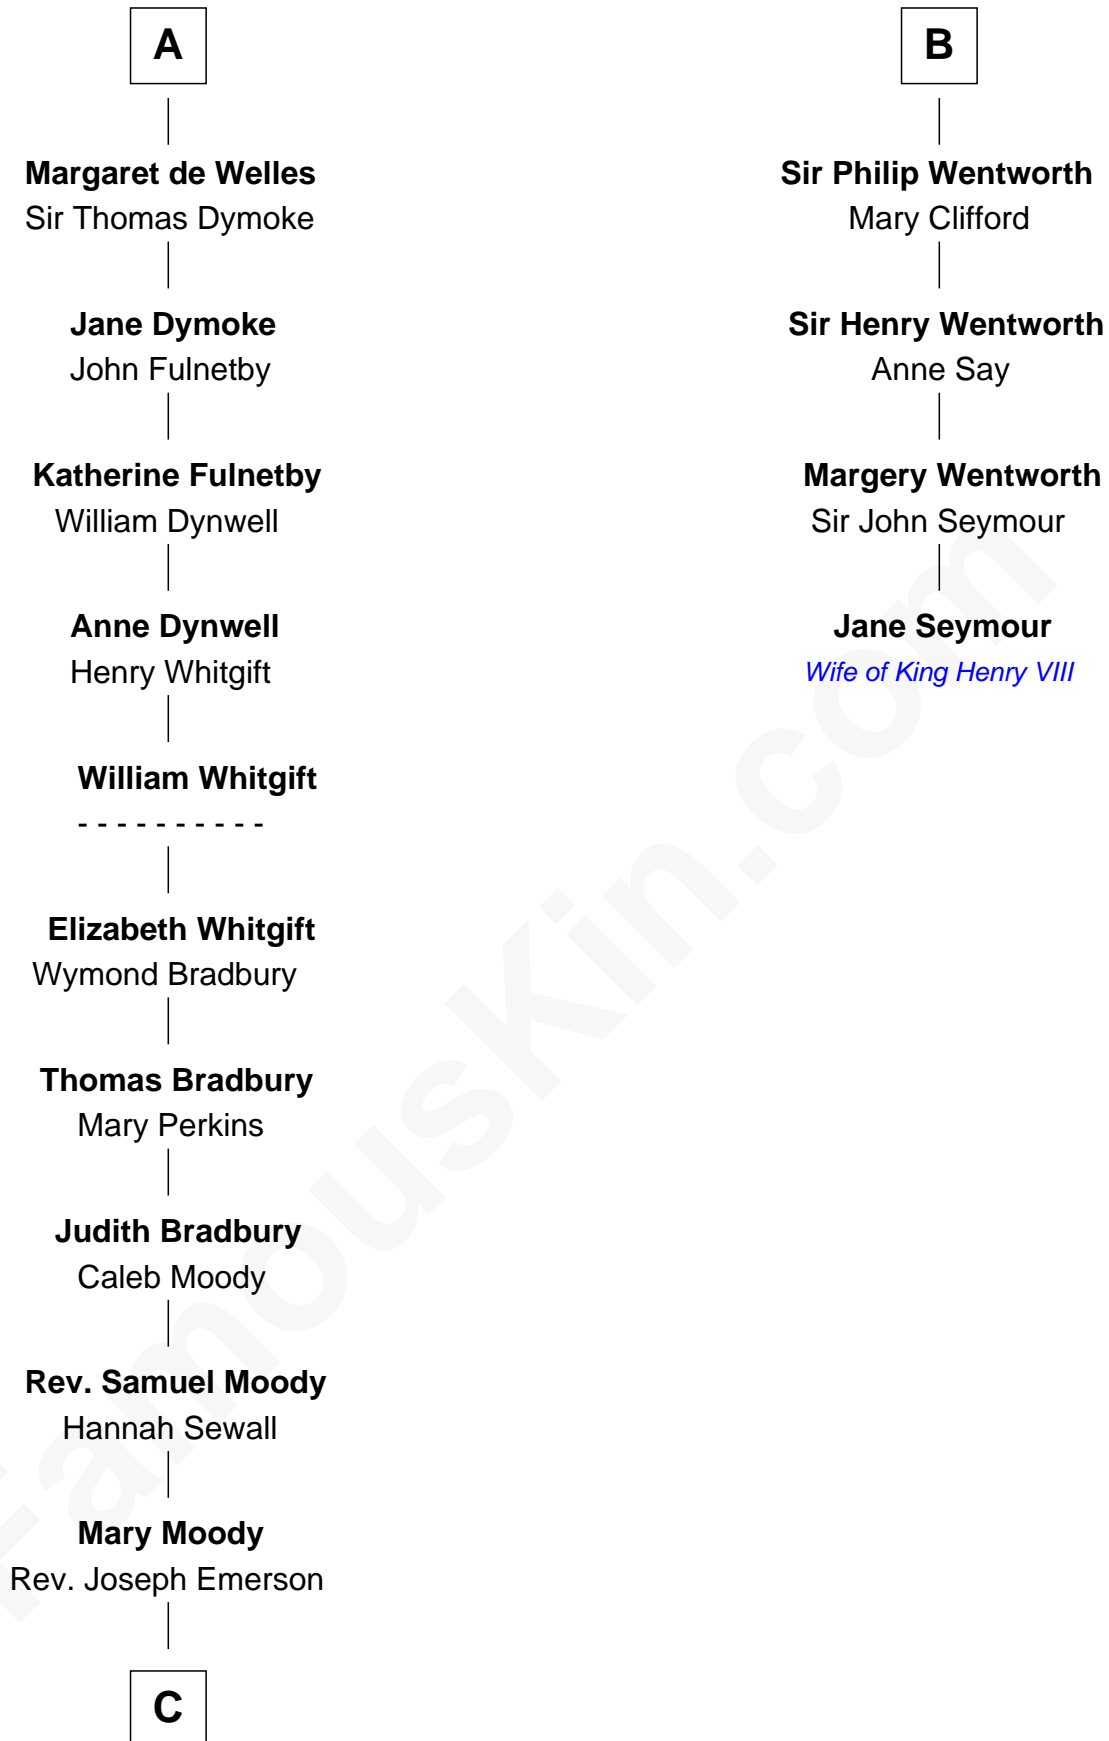 A
Margaret de Welles
Sir Thomas Dymoke
Jane Dymoke
John Fulnetby
Katherine Fulnetby
William Dynwell
Anne Dynwell
Henry Whitgift
William Whitgift
- - - - - - - - - -
Elizabeth Whitgift
Wymond Bradbury
Thomas Bradbury
Mary Perkins
Judith Bradbury
Caleb Moody
Rev. Samuel Moody
Hannah Sewall
Mary Moody
Rev. Joseph Emerson
C
B
Sir Philip Wentworth
Mary Clifford
Sir Henry Wentworth
Anne Say
Margery Wentworth
Sir John Seymour
Jane Seymour
Wife of King Henry VIII
FamousKin.com